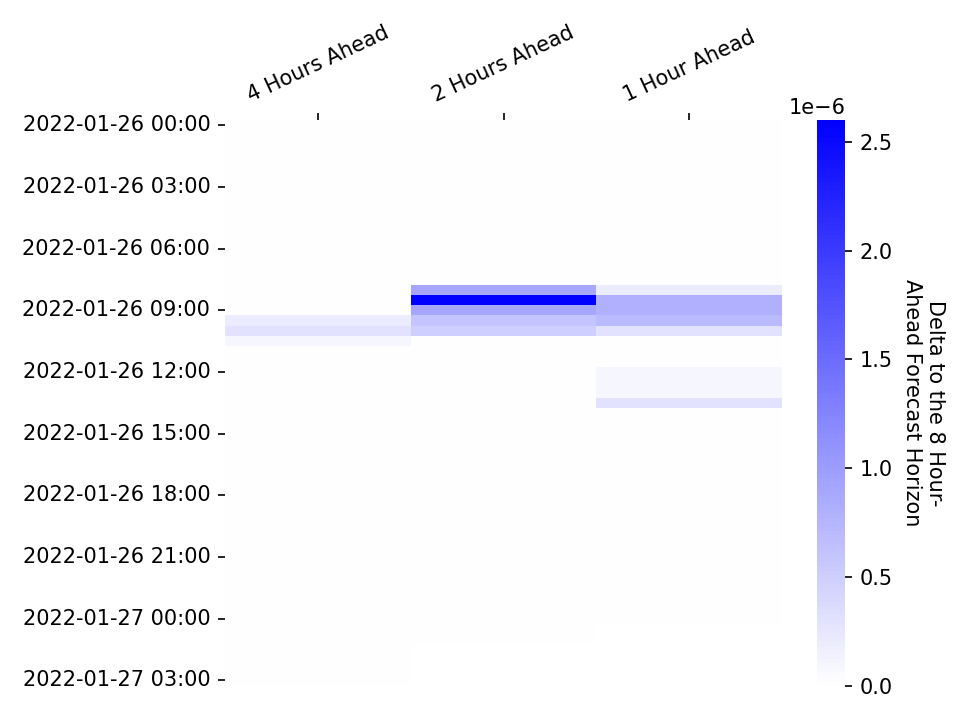 4 Hours Ahead
2 Hours Ahead
1 Hour Ahead
2022-01-26 00:00
2022-01-26 03:00
2022-01-26 06:00
2022-01-26 09:00
2022-01-26 12:00
2022-01-26 15:00
2022-01-26 18:00
2022-01-26 21:00
2022-01-27 00:00
2022-01-27 03:00
1e−6
2.5
2.0
1.5
1.0
0.5
0.0
Delta to the 8 Hour-
Ahead Forecast Horizon